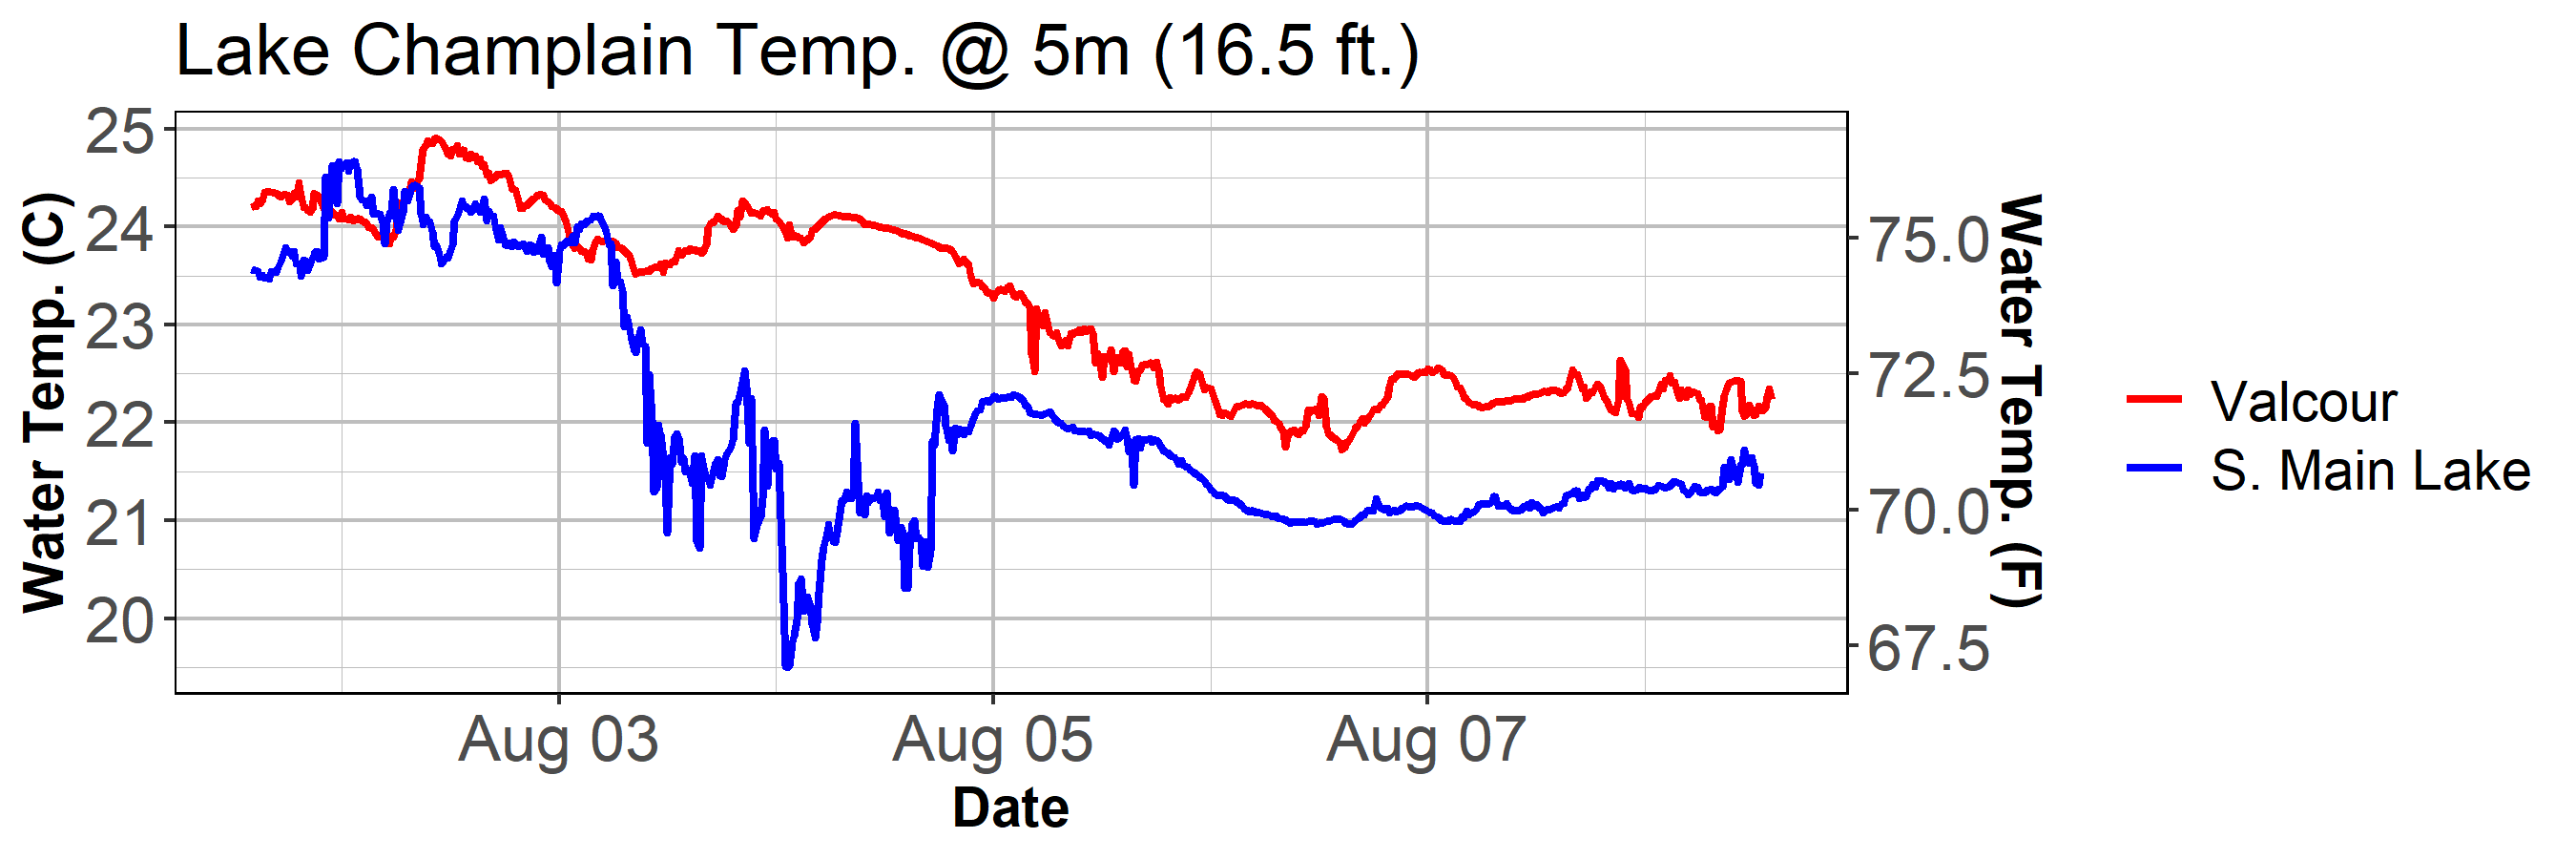 Lake Champlain Temp. @ 5m (16.5 ft.)
Water Temp. (C)
25
24
23
22
21
20
75.0
72.5
70.0
67.5
Water Temp. (F)
Aug 03
Aug 05
Aug 07
Date
Valcour
S. Main Lake